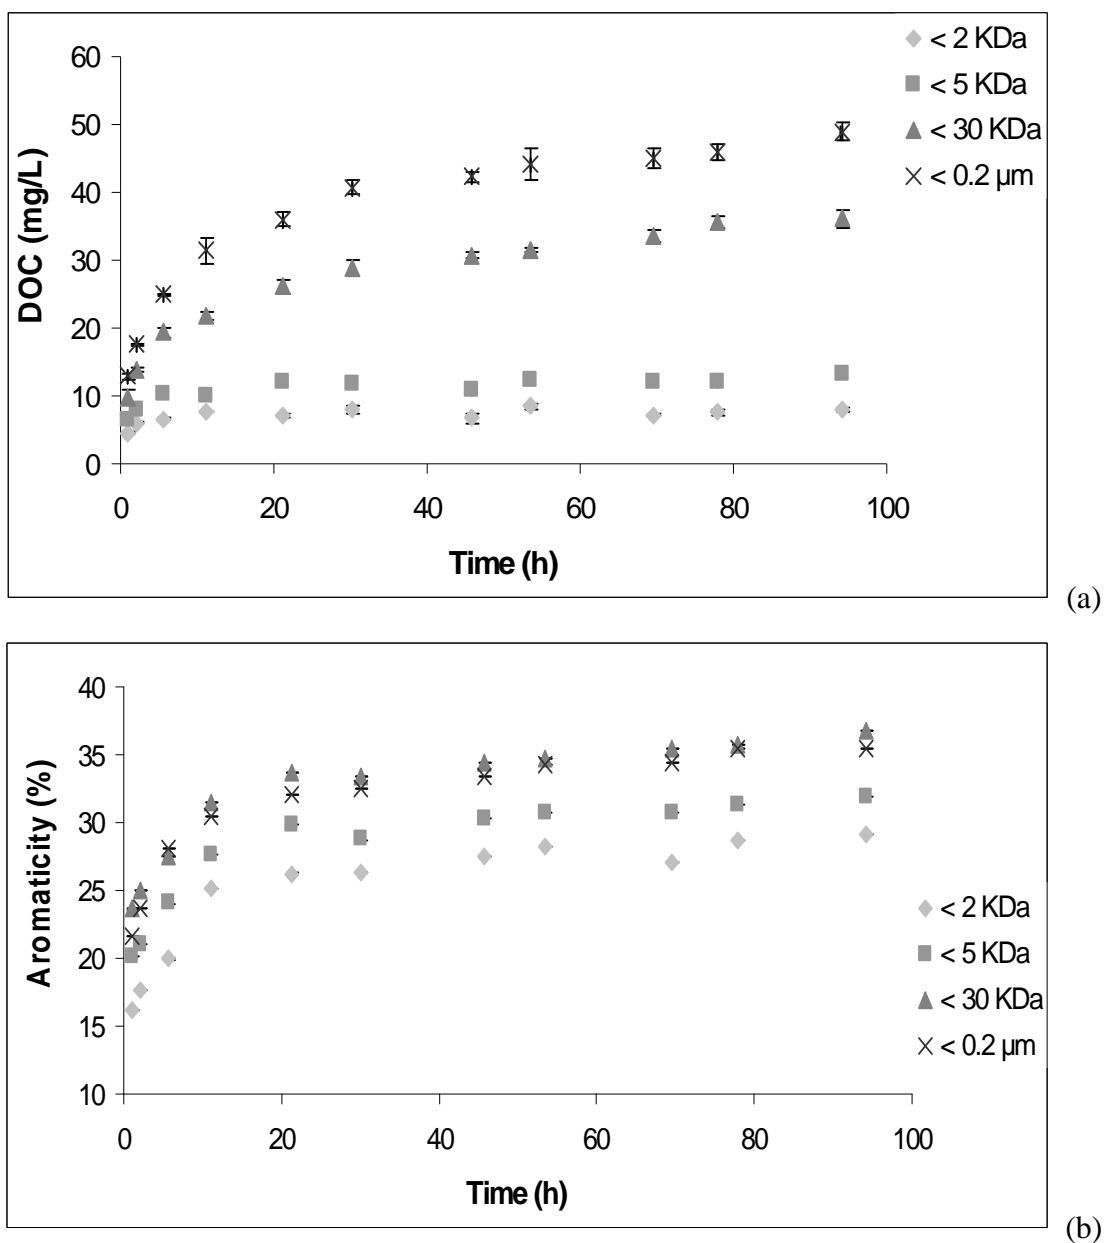 < 2 KDa
< 5 KDa
< 30 KDa
< 0.2 µm
60
50
40
30
20
10
0
DOC (mg/L)
0 20 40 60 80 100
Time (h)
(a)
40
35
30
25
20
15
10
Aromaticity (%)
< 2 KDa
< 5 KDa
< 30 KDa
< 0.2 µm
0 20 40 60 80 100
Time (h)
(b)